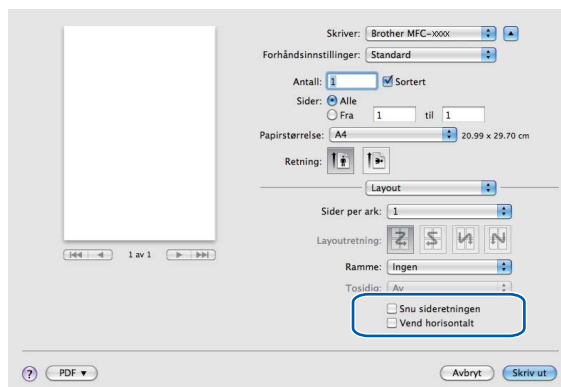 Skriver: Brother MFC-xxxx
Forhåndsinnstillinger: Standard
Antall: 1 Sortert
Sider: Alle
Fra 1 til 1
Papirstørrelse: A4 20.99 x 29.70 cm
Retning:
Layout
Sider per ark: 1
Layoutretning:
Ramme: Ingen
Tosidig: Av
Snu sideretningen
Vend horisontalt
1 av 1
? PDF ▼ Avbryt Skriv ut